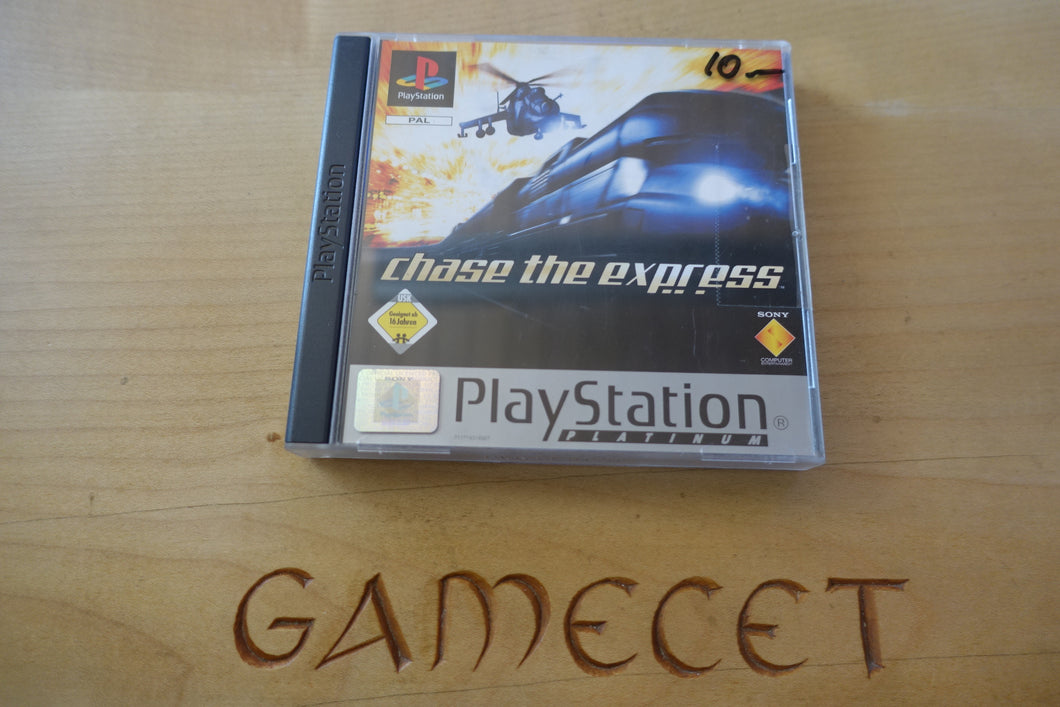 10.–
PlayStation
PAL
PlayStation
chase the express
USK
Geeignet ab
16 Jahren
SONY
COMPUTER
ENTERTAINMENT
PlayStation®
PLATINUM
GAMECET